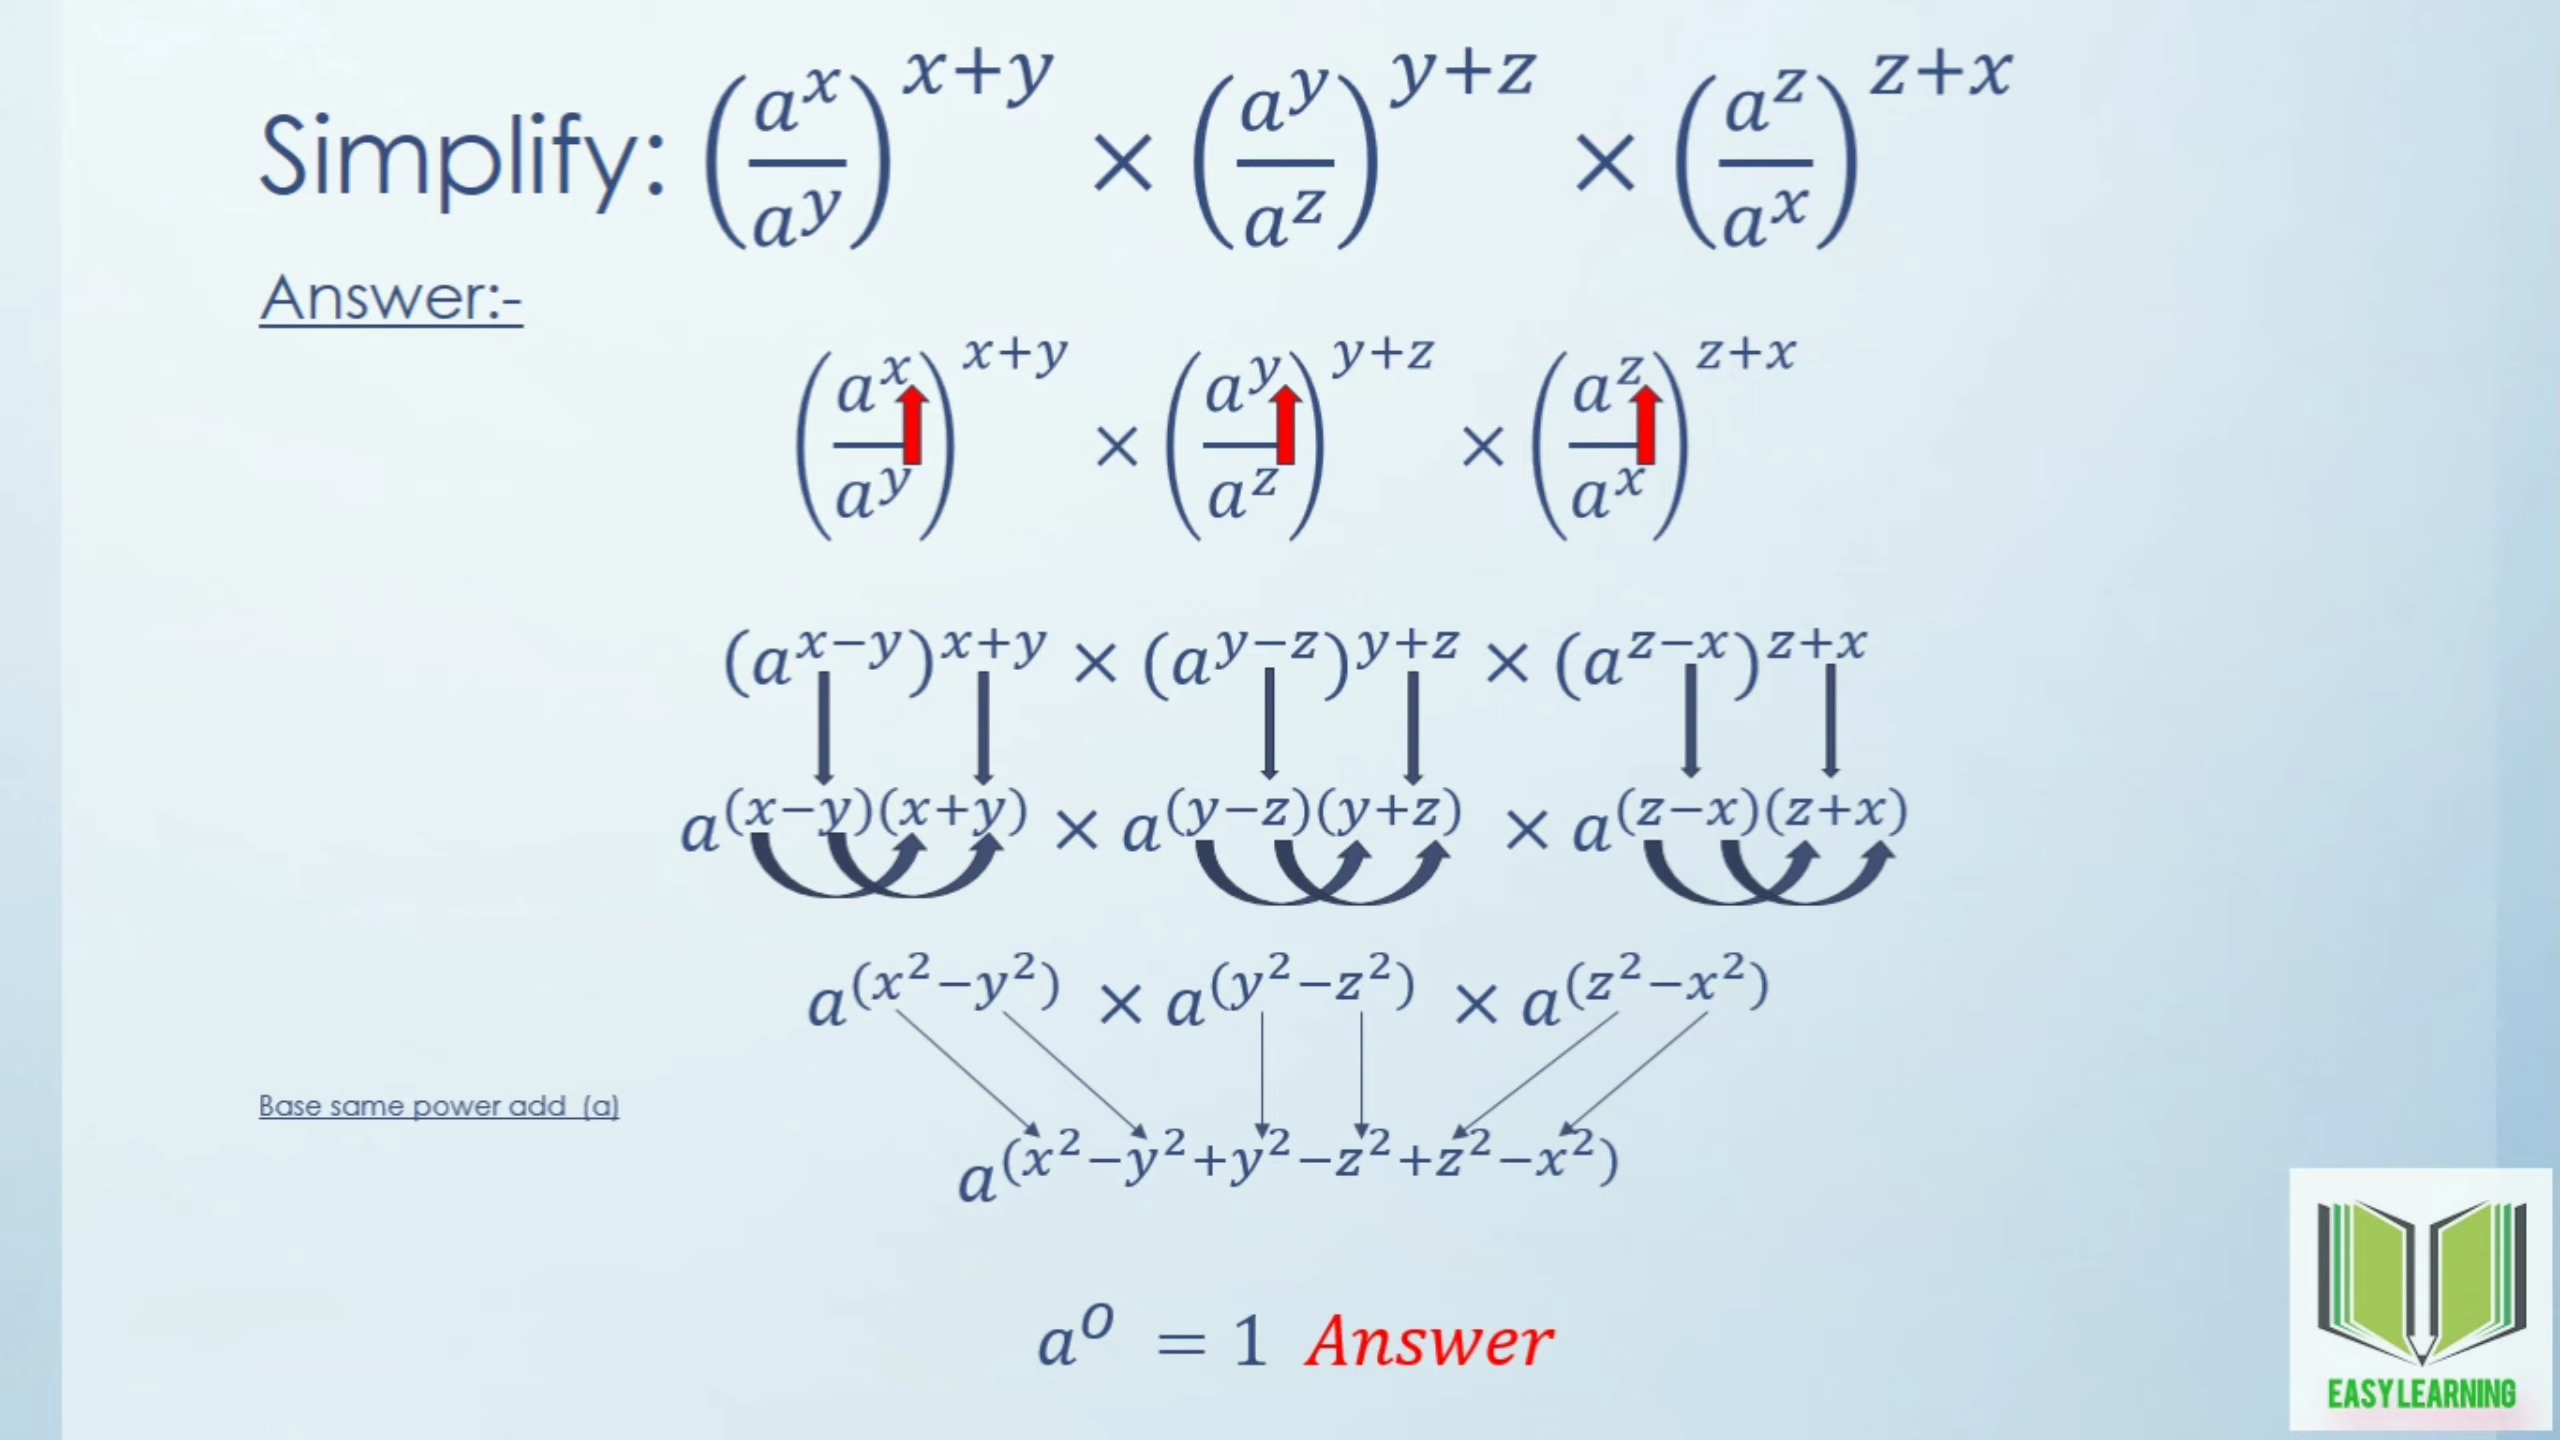 Simplify: (a^x/a^y)^{x+y} × (a^y/a^z)^{y+z} × (a^z/a^x)^{z+x}
Answer:-
(a^x/a^y)^{x+y} × (a^y/a^z)^{y+z} × (a^z/a^x)^{z+x}
(a^{x−y})^{x+y} × (a^{y−z})^{y+z} × (a^{z−x})^{z+x}
a^{(x−y)(x+y)} × a^{(y−z)(y+z)} × a^{(z−x)(z+x)}
a^{(x²−y²)} × a^{(y²−z²)} × a^{(z²−x²)}
Base same power add (a)
a^{(x²−y²+y²−z²+z²−x²)}
a^O = 1 Answer
EASY LEARNING